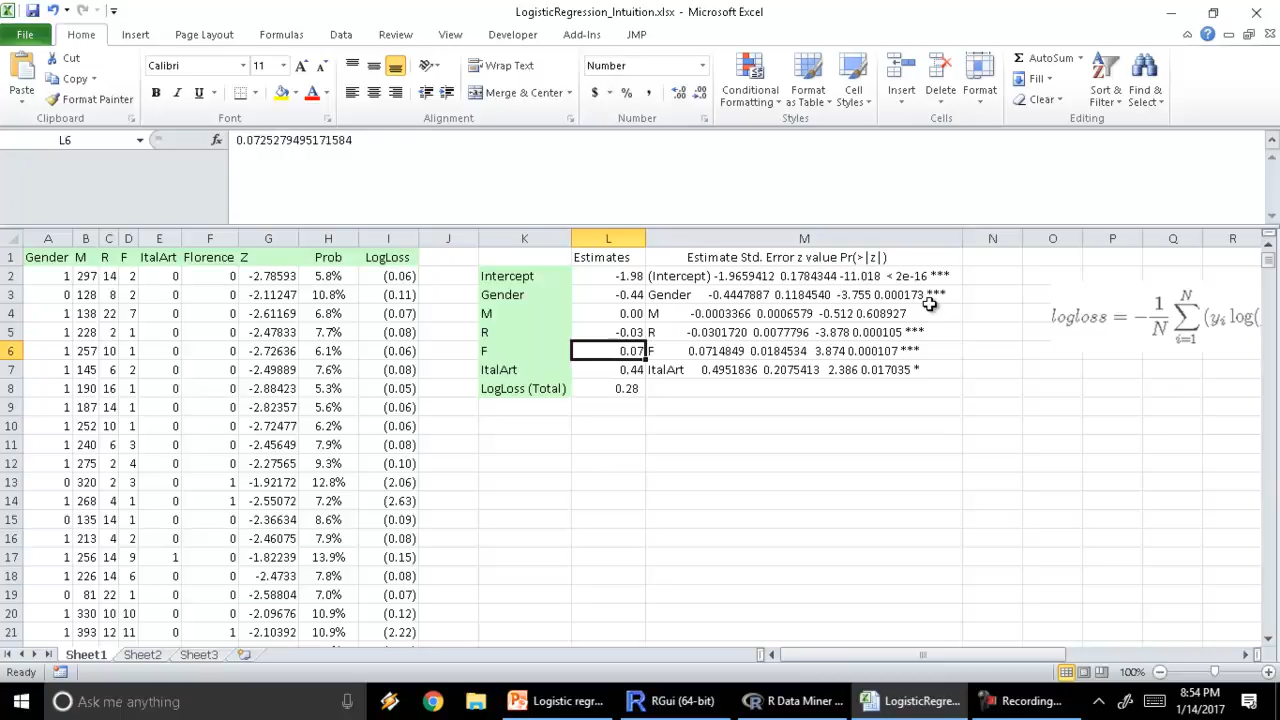 LogisticRegression_Intuition.xlsx - Microsoft Excel
File Home Insert Page Layout Formulas Data Review View Developer Add-Ins JMP
Paste Cut Copy Format Painter Clipboard
Calibri 11 A A B I U A Font
Wrap Text Merge & Center Alignment
Number $ % , Number
Conditional Formatting Format as Table Cell Styles Styles
Insert Delete Format Cells
Σ AutoSum Fill Clear Sort & Filter Find & Select Editing
L6 fx 0.0725279495171584
A B C D E F G H I J K L M N O P Q R
1 Gender M R F ItalArt Florence Z Prob LogLoss Estimates Estimate Std. Error z value Pr(>|z|)
2 1 297 14 2 0 0 -2.78593 5.8% (0.06) Intercept -1.98 (Intercept) -1.9659412 0.1784344 -11.018 < 2e-16 ***
3 0 128 8 2 0 0 -2.11247 10.8% (0.11) Gender -0.44 Gender -0.4447887 0.1184540 -3.755 0.000173 ***
4 1 138 22 7 0 0 -2.61169 6.8% (0.07) M 0.00 M -0.0003366 0.0006579 -0.512 0.608927
5 1 228 2 1 0 0 -2.47833 7.7% (0.08) R -0.03 R -0.0301720 0.0077796 -3.878 0.000105 ***
6 1 257 10 1 0 0 -2.72636 6.1% (0.06) F 0.07 F 0.0714849 0.0184534 3.874 0.000107 ***
7 1 145 6 2 0 0 -2.49889 7.6% (0.08) ItalArt 0.44 ItalArt 0.4951836 0.2075413 2.386 0.017035 *
8 1 190 16 1 0 0 -2.88423 5.3% (0.05) LogLoss (Total) 0.28
9 1 187 14 1 0 0 -2.82357 5.6% (0.06)
10 1 252 10 1 0 0 -2.72477 6.2% (0.06)
11 1 240 6 3 0 0 -2.45649 7.9% (0.08)
12 1 275 2 4 0 0 -2.27565 9.3% (0.10)
13 0 320 2 3 0 1 -1.92172 12.8% (2.06)
14 1 268 4 1 0 1 -2.55072 7.2% (2.63)
15 0 135 14 1 0 0 -2.36634 8.6% (0.09)
16 1 213 4 2 0 0 -2.46075 7.9% (0.08)
17 1 256 14 9 1 0 -1.82239 13.9% (0.15)
18 1 226 14 6 0 0 -2.4733 7.8% (0.08)
19 0 81 22 1 0 0 -2.58804 7.0% (0.07)
20 1 330 10 10 0 0 -2.09676 10.9% (0.12)
21 1 393 12 11 0 1 -2.10392 10.9% (2.22)
logloss = -1/N N Σ i=1 (yi log(
Sheet1 Sheet2 Sheet3
Ready 100%
Ask me anything Logistic regr... RGui (64-bit) R Data Miner ... LogisticRegre... Recording...
8:54 PM
1/14/2017